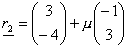 r₂ = (3 −4) + μ(−1 3)